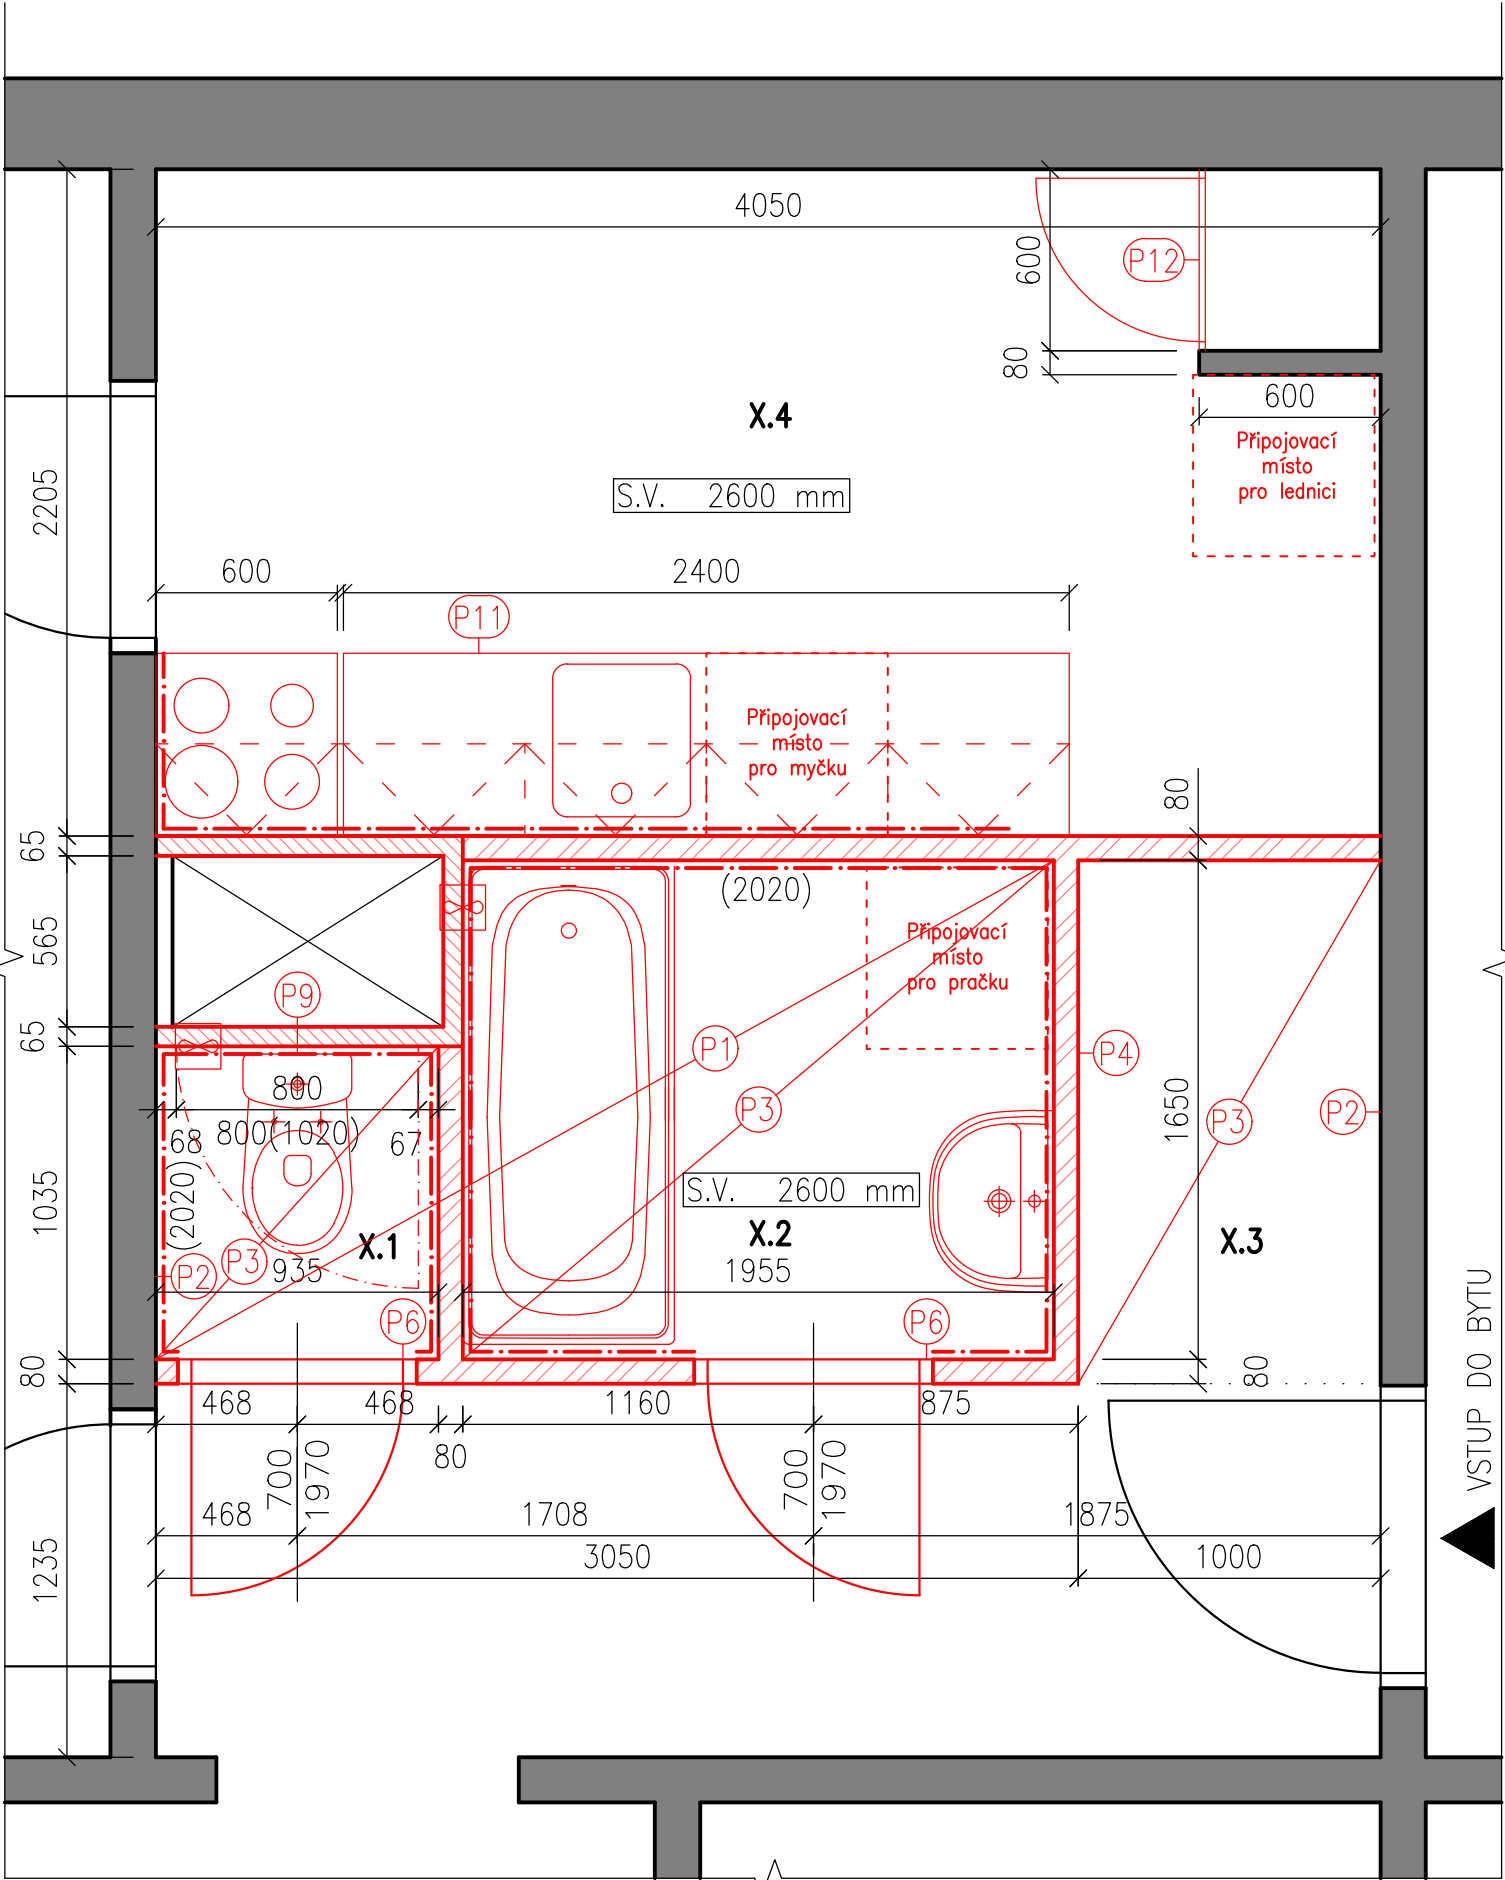 4050
P12
600
80
600
X.4
Připojovací
místo
pro lednici
S.V. 2600 mm
2205
600
2400
P11
Připojovací
místo
pro myčku
80
65
(2020)
565
Připojovací
místo
pro pračku
P9
65
P1
P4
800
P3
1650
P3
P2
68
800(1020)
67
(2020)
1035
S.V. 2600 mm
X.1
X.2
X.3
P3
P2
935
1955
P6
P6
80
80
468
468
1160
875
80
700
1970
700
1970
468
1708
1875
3050
1000
1235
VSTUP DO BYTU